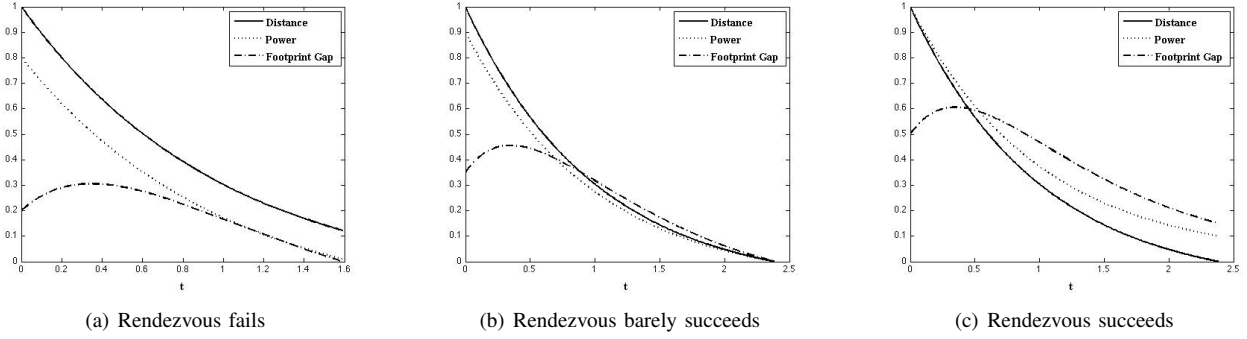 1
0.9
0.8
0.7
0.6
0.5
0.4
0.3
0.2
0.1
0
0 0.2 0.4 0.6 0.8 1 1.2 1.4 1.6
t
Distance
Power
Footprint Gap
(a) Rendezvous fails
1
0.9
0.8
0.7
0.6
0.5
0.4
0.3
0.2
0.1
0
0 0.5 1 1.5 2 2.5
t
Distance
Power
Footprint Gap
(b) Rendezvous barely succeeds
1
0.9
0.8
0.7
0.6
0.5
0.4
0.3
0.2
0.1
0
0 0.5 1 1.5 2 2.5
t
Distance
Power
Footprint Gap
(c) Rendezvous succeeds